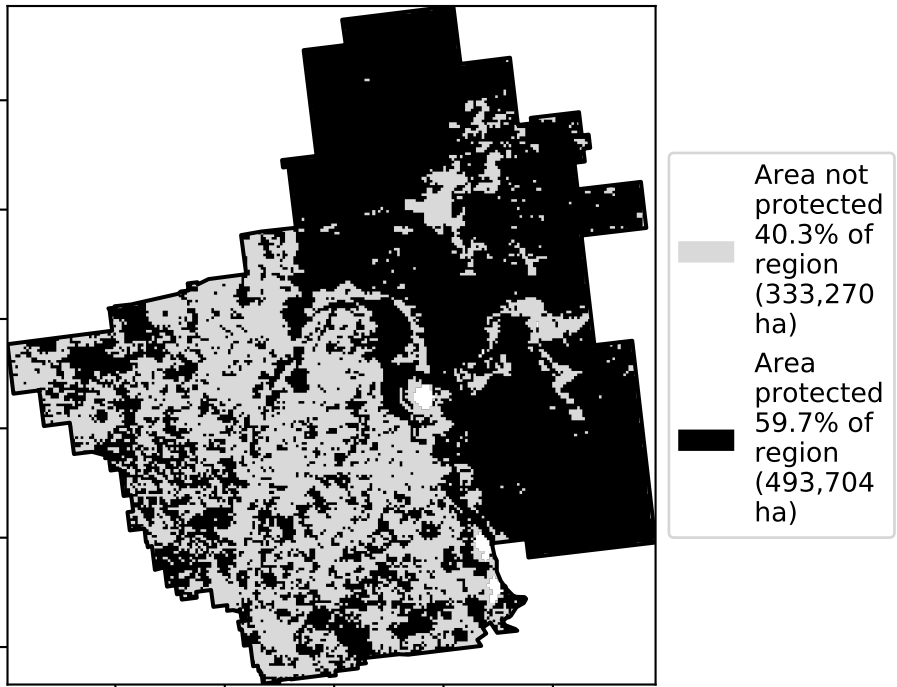 Area not
protected
40.3% of
region
(333,270
ha)
Area
protected
59.7% of
region
(493,704
ha)